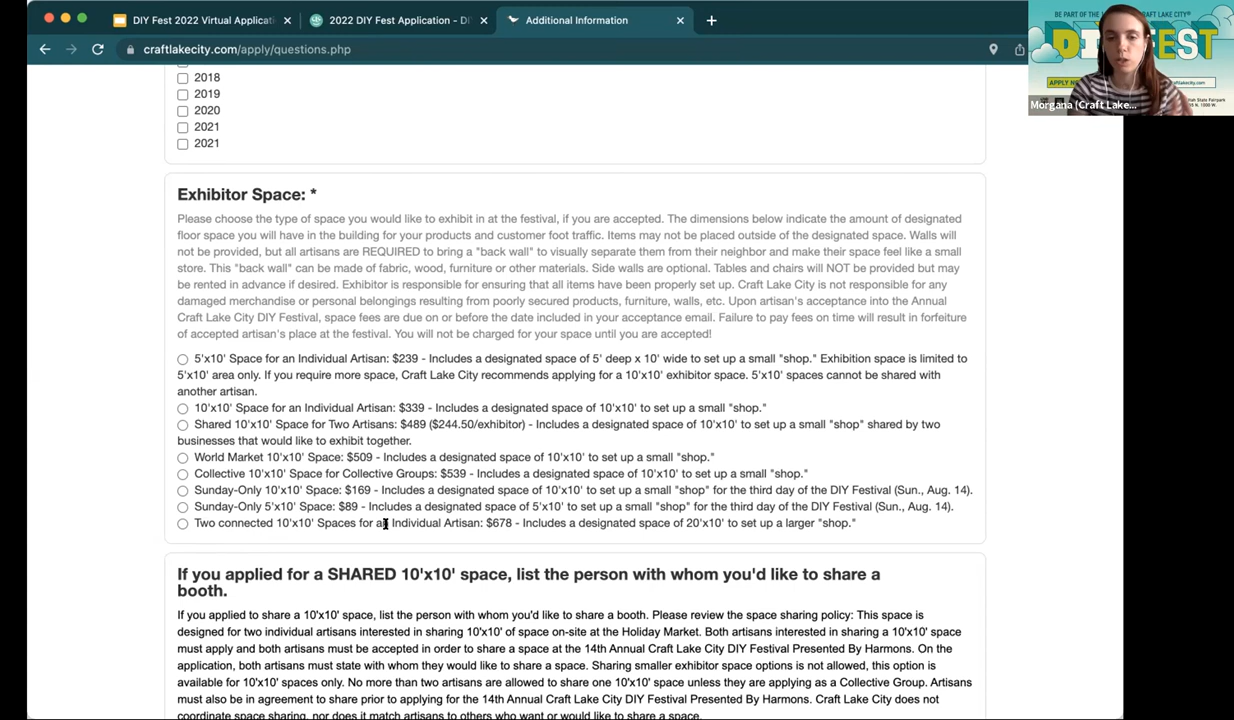 DIY Fest 2022 Virtual Applicati
2022 DIY Fest Application - DI
Additional Information
craftlakecity.com/apply/questions.php
BE PART OF THE
CRAFT LAKE CITY®
DIY FEST
APPLY N
craftlakecity.com
Utah State Fairpark
Morgana (Craft Lake...
2018
2019
2020
2021
2021
Exhibitor Space: *
Please choose the type of space you would like to exhibit in at the festival, if you are accepted. The dimensions below indicate the amount of designated
floor space you will have in the building for your products and customer foot traffic. Items may not be placed outside of the designated space. Walls will
not be provided, but all artisans are REQUIRED to bring a "back wall" to visually separate them from their neighbor and make their space feel like a small
store. This "back wall" can be made of fabric, wood, furniture or other materials. Side walls are optional. Tables and chairs will NOT be provided but may
be rented in advance if desired. Exhibitor is responsible for ensuring that all items have been properly set up. Craft Lake City is not responsible for any
damaged merchandise or personal belongings resulting from poorly secured products, furniture, walls, etc. Upon artisan's acceptance into the Annual
Craft Lake City DIY Festival, space fees are due on or before the date included in your acceptance email. Failure to pay fees on time will result in forfeiture
of accepted artisan's place at the festival. You will not be charged for your space until you are accepted!
5'x10' Space for an Individual Artisan: $239 - Includes a designated space of 5' deep x 10' wide to set up a small "shop." Exhibition space is limited to
5'x10' area only. If you require more space, Craft Lake City recommends applying for a 10'x10' exhibitor space. 5'x10' spaces cannot be shared with
another artisan.
10'x10' Space for an Individual Artisan: $339 - Includes a designated space of 10'x10' to set up a small "shop."
Shared 10'x10' Space for Two Artisans: $489 ($244.50/exhibitor) - Includes a designated space of 10'x10' to set up a small "shop" shared by two
businesses that would like to exhibit together.
World Market 10'x10' Space: $509 - Includes a designated space of 10'x10' to set up a small "shop."
Collective 10'x10' Space for Collective Groups: $539 - Includes a designated space of 10'x10' to set up a small "shop."
Sunday-Only 10'x10' Space: $169 - Includes a designated space of 10'x10' to set up a small "shop" for the third day of the DIY Festival (Sun., Aug. 14).
Sunday-Only 5'x10' Space: $89 - Includes a designated space of 5'x10' to set up a small "shop" for the third day of the DIY Festival (Sun., Aug. 14).
Two connected 10'x10' Spaces for an Individual Artisan: $678 - Includes a designated space of 20'x10' to set up a larger "shop."
If you applied for a SHARED 10'x10' space, list the person with whom you'd like to share a
booth.
If you applied to share a 10'x10' space, list the person with whom you'd like to share a booth. Please review the space sharing policy: This space is
designed for two individual artisans interested in sharing 10'x10' of space on-site at the Holiday Market. Both artisans interested in sharing a 10'x10' space
must apply and both artisans must be accepted in order to share a space at the 14th Annual Craft Lake City DIY Festival Presented By Harmons. On the
application, both artisans must state with whom they would like to share a space. Sharing smaller exhibitor space options is not allowed, this option is
available for 10'x10' spaces only. No more than two artisans are allowed to share one 10'x10' space unless they are applying as a Collective Group. Artisans
must also be in agreement to share prior to applying for the 14th Annual Craft Lake City DIY Festival Presented By Harmons. Craft Lake City does not
coordinate space sharing, nor does it match artisans to others who want or would like to share a space.